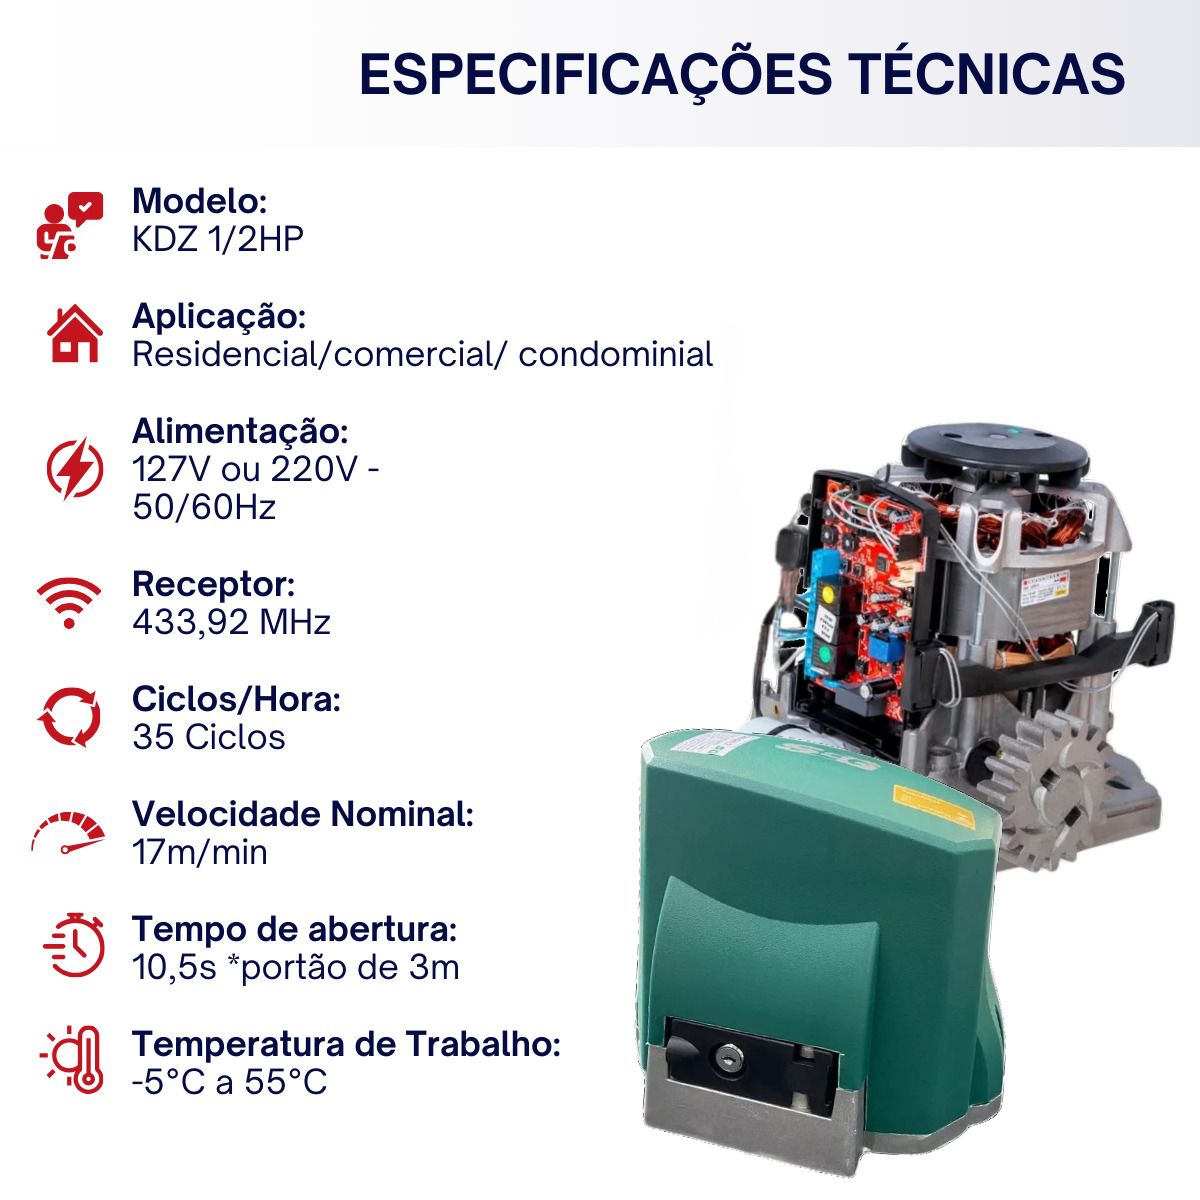 ESPECIFICAÇÕES TÉCNICAS
Modelo:
KDZ 1/2HP
Aplicação:
Residencial/comercial/ condominial
Alimentação:
127V ou 220V -
50/60Hz
Receptor:
433,92 MHz
Ciclos/Hora:
35 Ciclos
Velocidade Nominal:
17m/min
Tempo de abertura:
10,5s *portão de 3m
Temperatura de Trabalho:
-5°C a 55°C